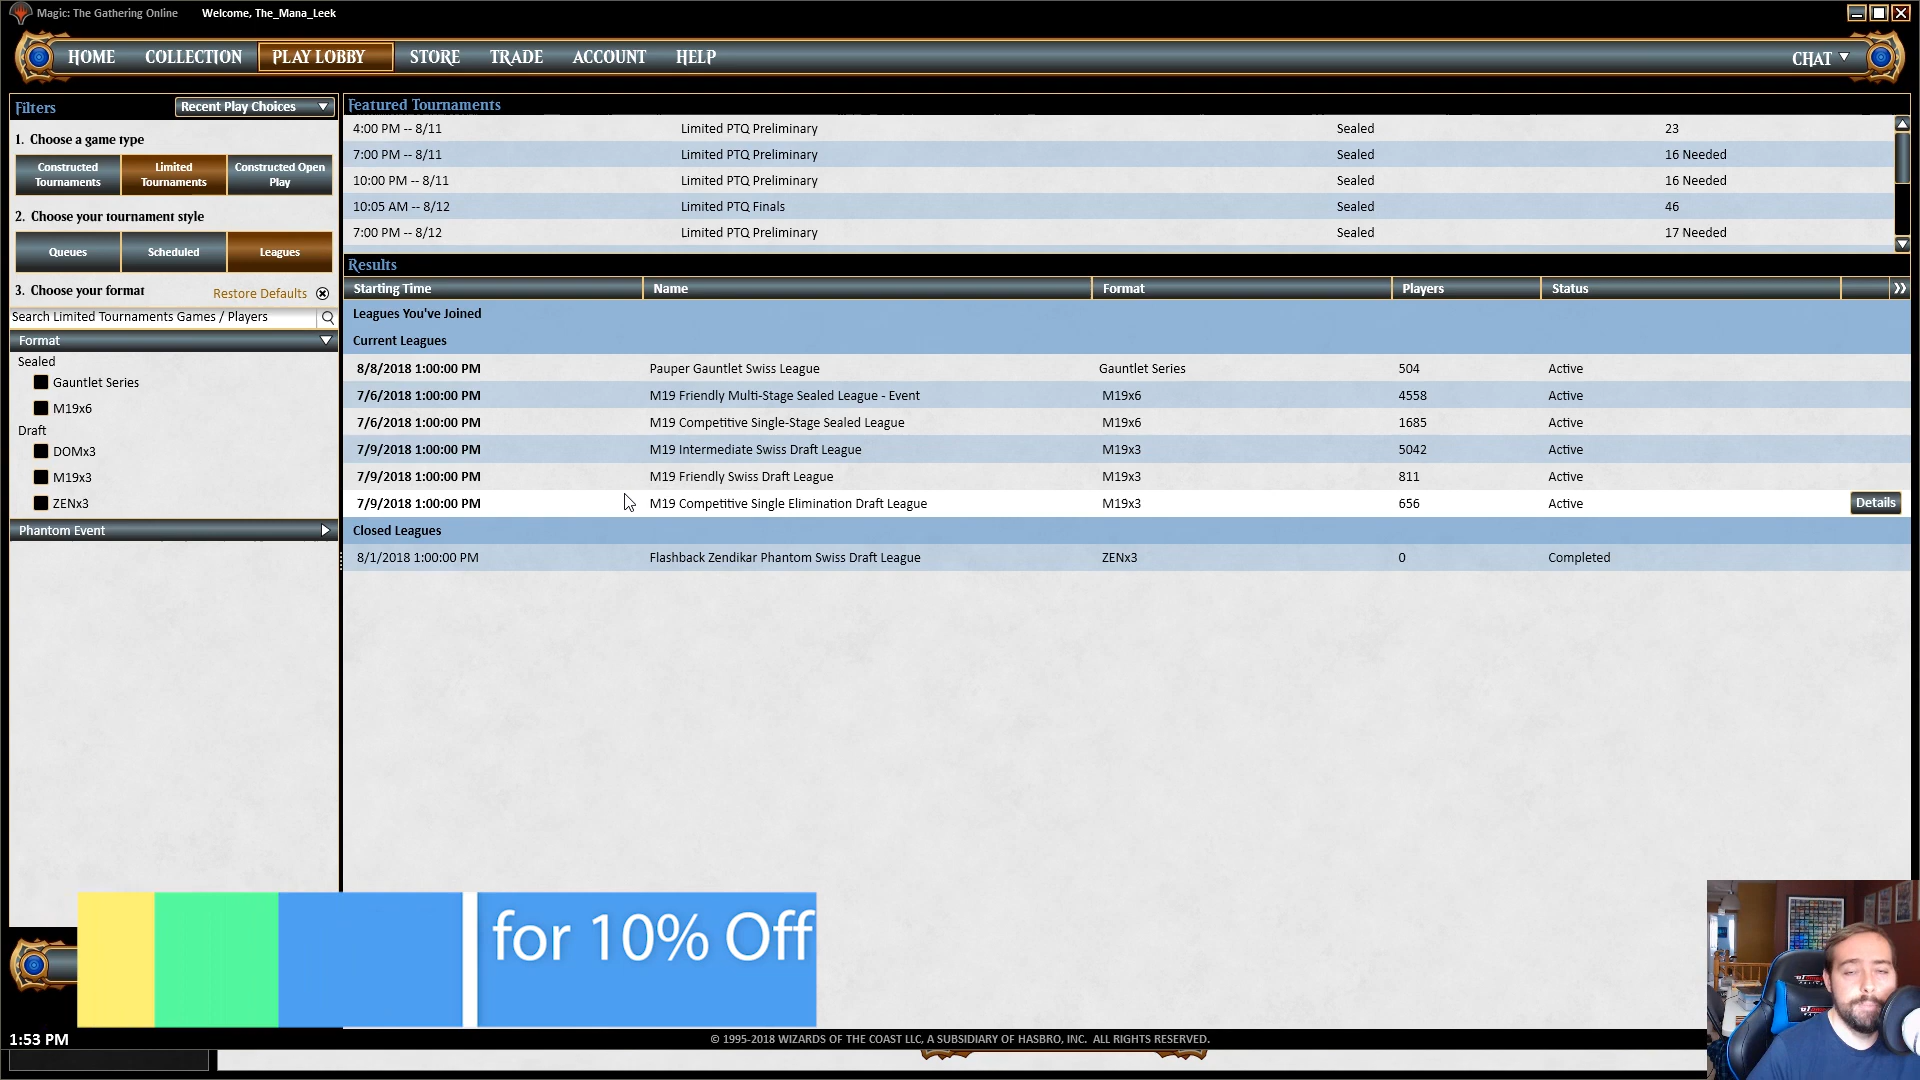 Magic: The Gathering Online
Welcome, The_Mana_Leek
HOME COLLECTION PLAY LOBBY STORE TRADE ACCOUNT HELP
CHAT
Filters
Recent Play Choices
1. Choose a game type
Constructed Tournaments
Limited Tournaments
Constructed Open Play
2. Choose your tournament style
Queues
Scheduled
Leagues
3. Choose your format
Restore Defaults
Search Limited Tournaments Games / Players
Format
Sealed
Gauntlet Series
M19x6
Draft
DOMx3
M19x3
ZENx3
Phantom Event
Featured Tournaments
4:00 PM -- 8/11 Limited PTQ Preliminary Sealed 23
7:00 PM -- 8/11 Limited PTQ Preliminary Sealed 16 Needed
10:00 PM -- 8/11 Limited PTQ Preliminary Sealed 16 Needed
10:05 AM -- 8/12 Limited PTQ Finals Sealed 46
7:00 PM -- 8/12 Limited PTQ Preliminary Sealed 17 Needed
Results
Starting Time Name Format Players Status
Leagues You've Joined
Current Leagues
8/8/2018 1:00:00 PM Pauper Gauntlet Swiss League Gauntlet Series 504 Active
7/6/2018 1:00:00 PM M19 Friendly Multi-Stage Sealed League - Event M19x6 4558 Active
7/6/2018 1:00:00 PM M19 Competitive Single-Stage Sealed League M19x6 1685 Active
7/9/2018 1:00:00 PM M19 Intermediate Swiss Draft League M19x3 5042 Active
7/9/2018 1:00:00 PM M19 Friendly Swiss Draft League M19x3 811 Active
7/9/2018 1:00:00 PM M19 Competitive Single Elimination Draft League M19x3 656 Active Details
Closed Leagues
8/1/2018 1:00:00 PM Flashback Zendikar Phantom Swiss Draft League ZENx3 0 Completed
for 10% Off
1:53 PM
© 1995-2018 WIZARDS OF THE COAST LLC, A SUBSIDIARY OF HASBRO, INC. ALL RIGHTS RESERVED.